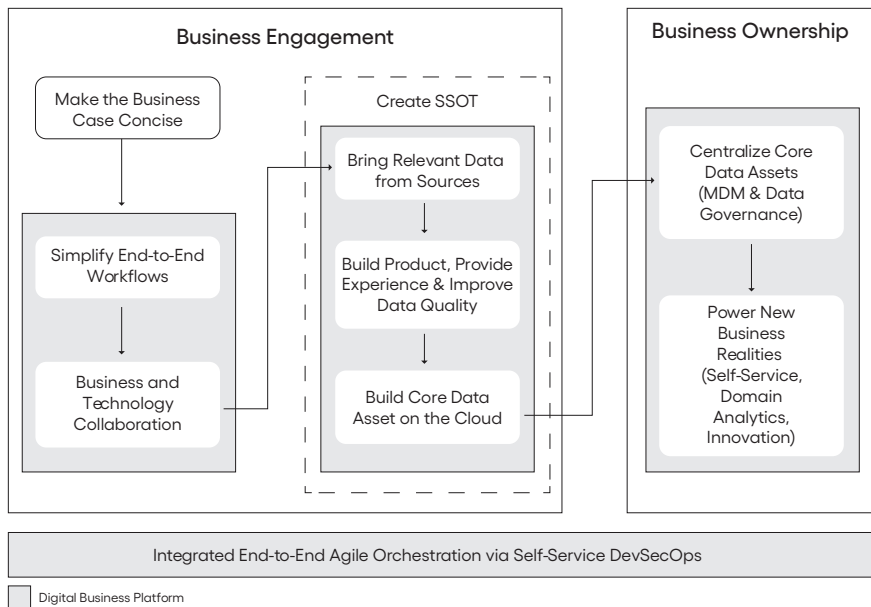 Business Engagement
Make the Business
Case Concise
Simplify End-to-End
Workflows
Business and
Technology
Collaboration
Create SSOT
Bring Relevant Data
from Sources
Build Product, Provide
Experience & Improve
Data Quality
Build Core Data
Asset on the Cloud
Business Ownership
Centralize Core
Data Assets
(MDM & Data
Governance)
Power New
Business
Realities
(Self-Service,
Domain
Analytics,
Innovation)
Integrated End-to-End Agile Orchestration via Self-Service DevSecOps
Digital Business Platform